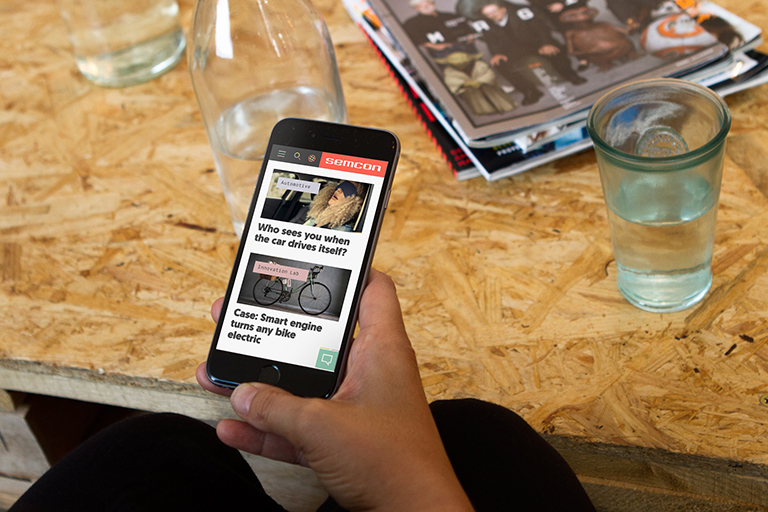 semcon
Automotive
Who sees you when
the car drives itself?
Innovation Lab
Case: Smart engine
turns any bike
electric